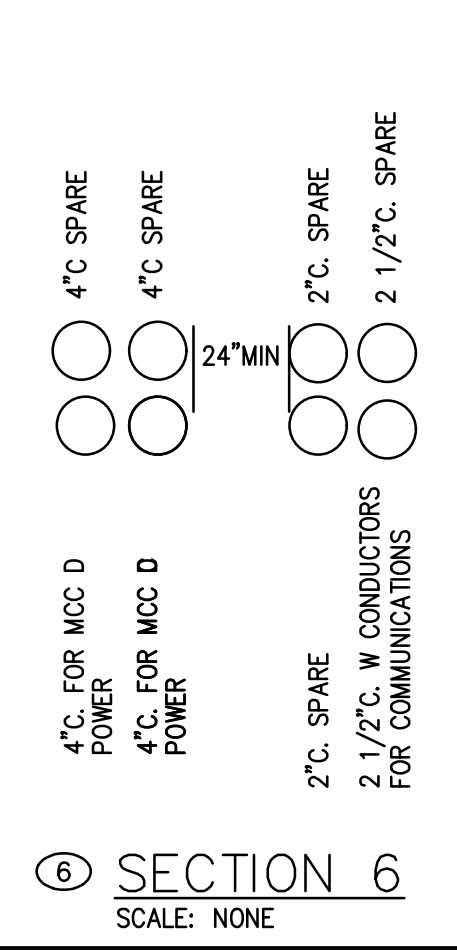 4"C SPARE
4"C SPARE
2"C. SPARE
2 1/2"C. SPARE
24"MIN
4"C. FOR MCC D
POWER
4"C. FOR MCC D
POWER
2"C. SPARE
2 1/2"C. W CONDUCTORS
FOR COMMUNICATIONS
6 SECTION 6
SCALE: NONE